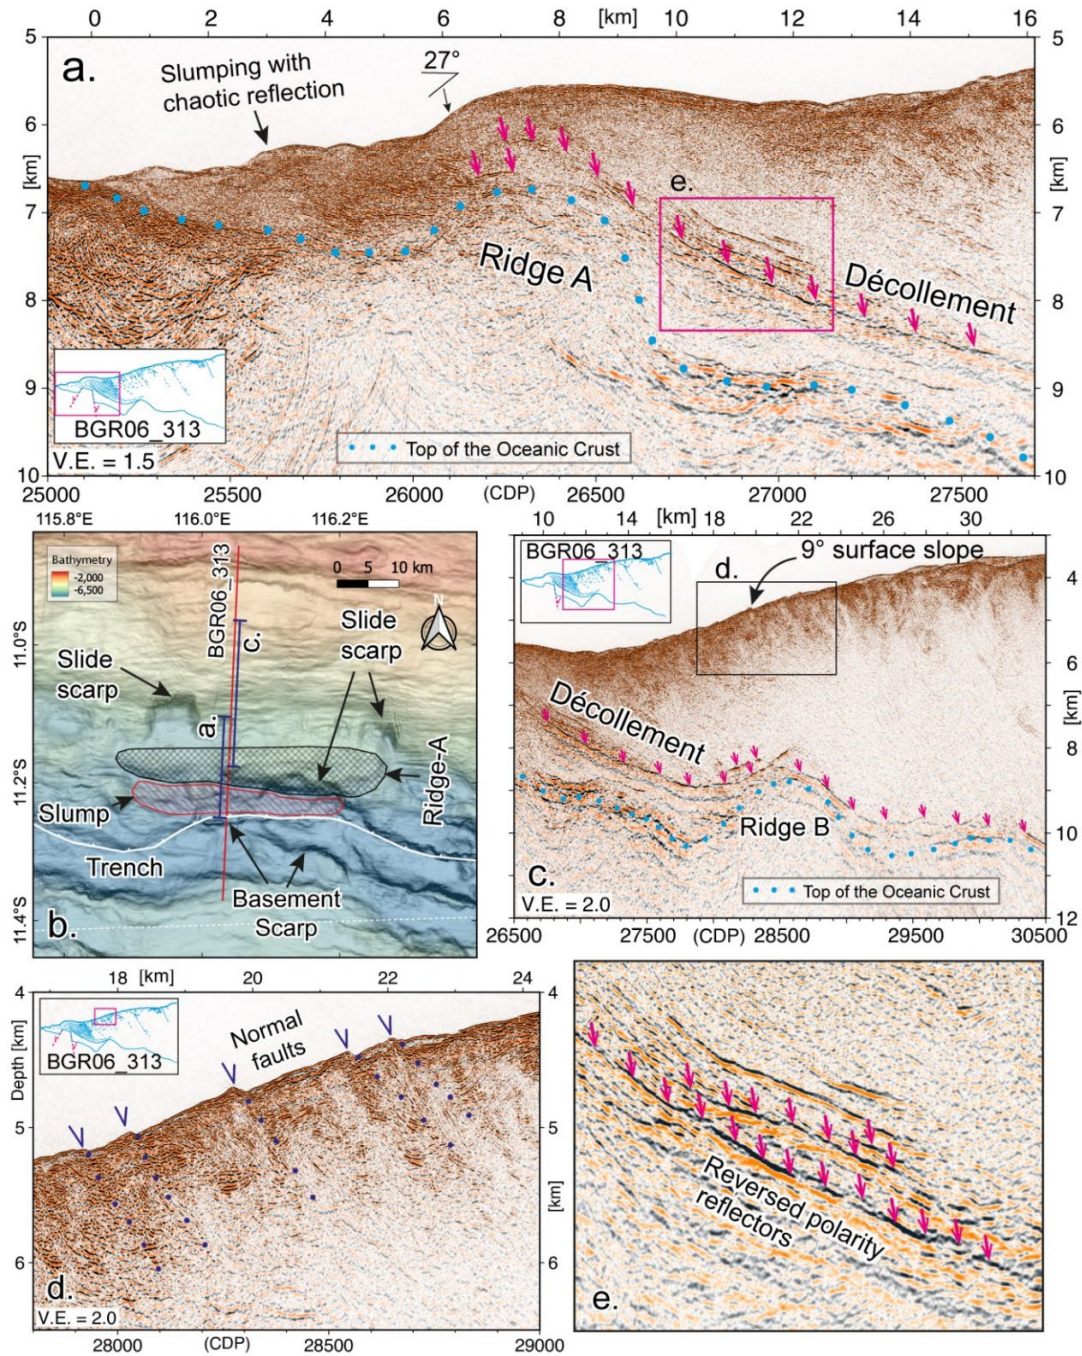 0 2 4 6 8 [km] 10 12 14 16
5 5
a.
Slumping with
chaotic reflection
27°
6 6
[km] [km]
e.
7 7
Ridge A
Décollement
8 8
9 9
BGR06_313
V.E. = 1.5
Top of the Oceanic Crust
10 10
25000 25500 26000 (CDP) 26500 27000 27500
115.8°E 116.0°E 116.2°E
Bathymetry
-2,000
-6,500
0 5 10 km
N
BGR06_313
c.
Slide
scarp
Slide
scarp
a.
Ridge-A
Slump
Trench
Basement
Scarp
b.
11.0°S
11.2°S
11.4°S
10 14 [km] 18 22 26 30
BGR06_313
9° surface slope
d.
4
Décollement
6
[km]
8
Ridge B
10
c.
Top of the Oceanic Crust
V.E. = 2.0
12
26500 27500 (CDP) 28500 29500 30500
18 [km] 20 22 24
4 4
BGR06_313
Normal
faults
Depth [km]
5 5
[km]
6 6
d.
V.E. = 2.0
28000 (CDP) 28500 29000
Reversed polarity
reflectors
e.